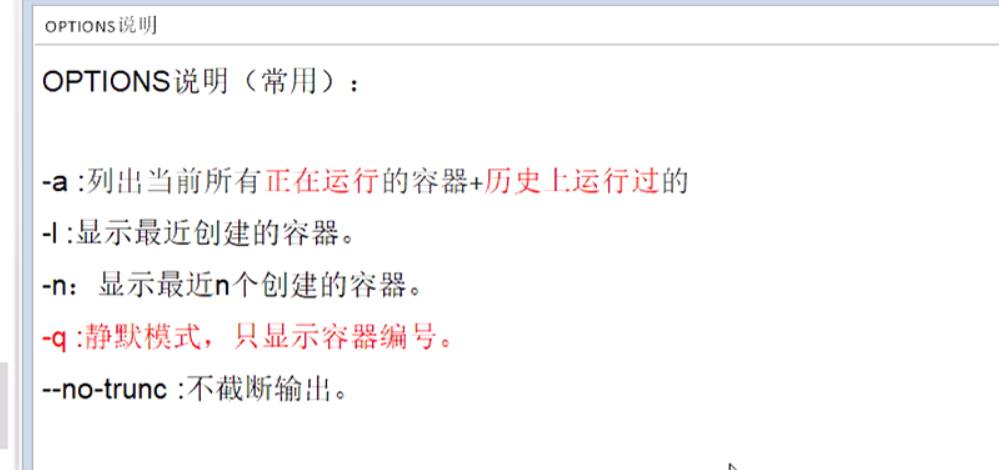 OPTIONS说明
OPTIONS说明（常用）：
-a :列出当前所有正在运行的容器+历史上运行过的
-l :显示最近创建的容器。
-n：显示最近n个创建的容器。
-q :静默模式，只显示容器编号。
--no-trunc :不截断输出。